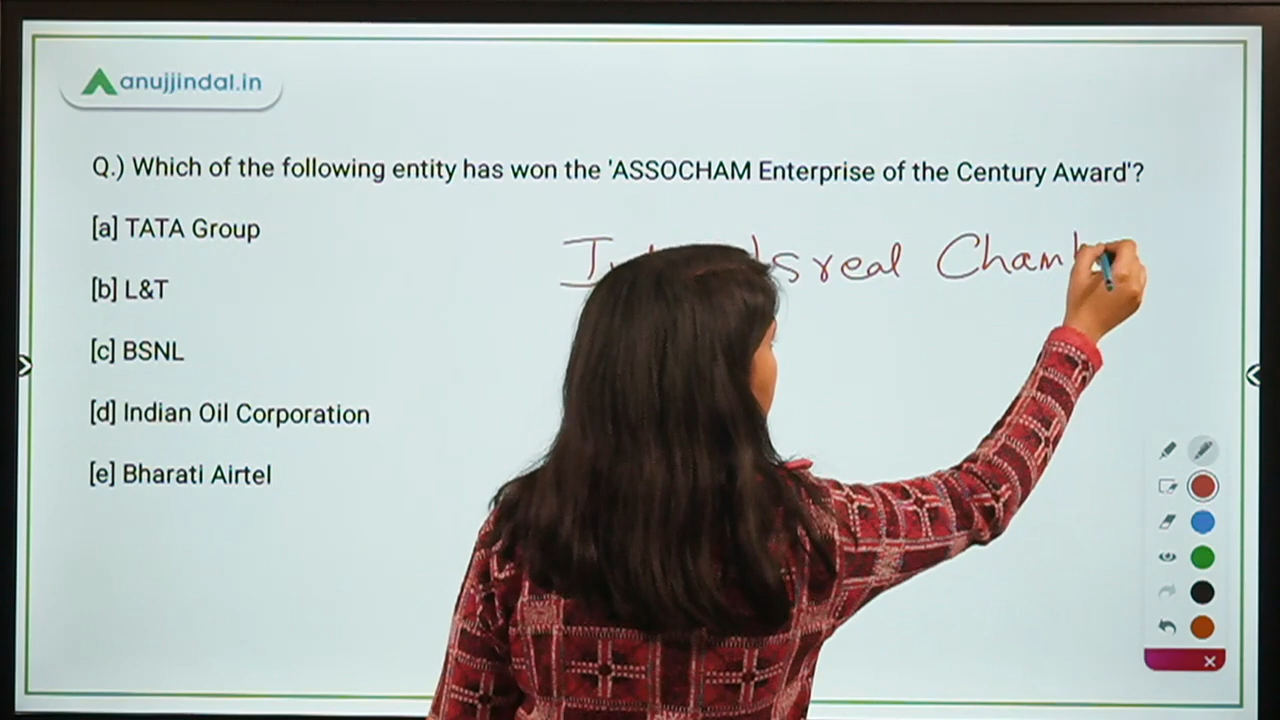 anujjindal.in
Q.) Which of the following entity has won the 'ASSOCHAM Enterprise of the Century Award'?
[a] TATA Group
Cham
[b] L&T
[c] BSNL
[d] Indian Oil Corporation
[e] Bharati Airtel